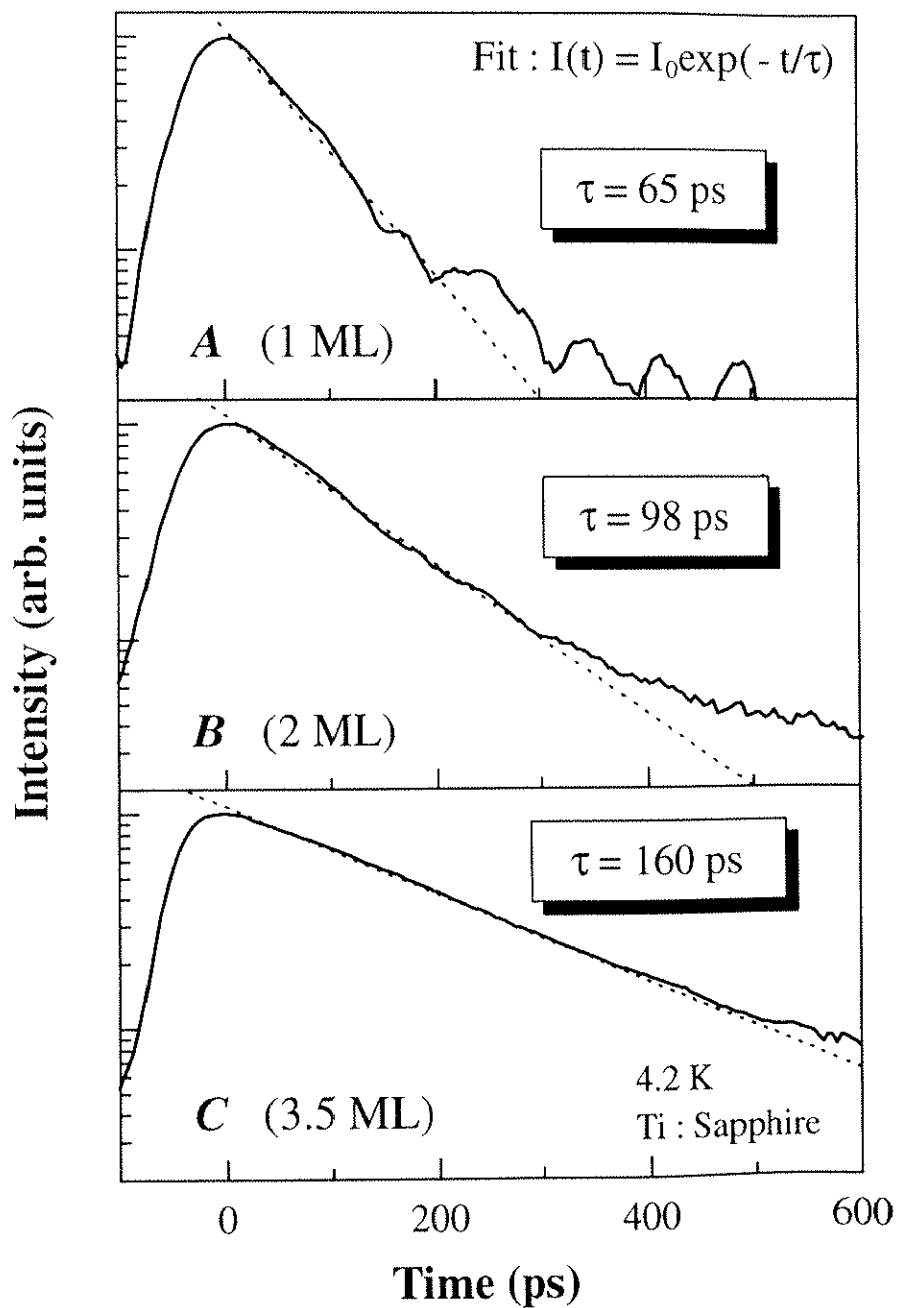 Fit : I(t) = I₀exp( - t/τ)
τ = 65 ps
A (1 ML)
τ = 98 ps
B (2 ML)
τ = 160 ps
4.2 K
C (3.5 ML)
Ti : Sapphire
Intensity (arb. units)
0 200 400 600
Time (ps)